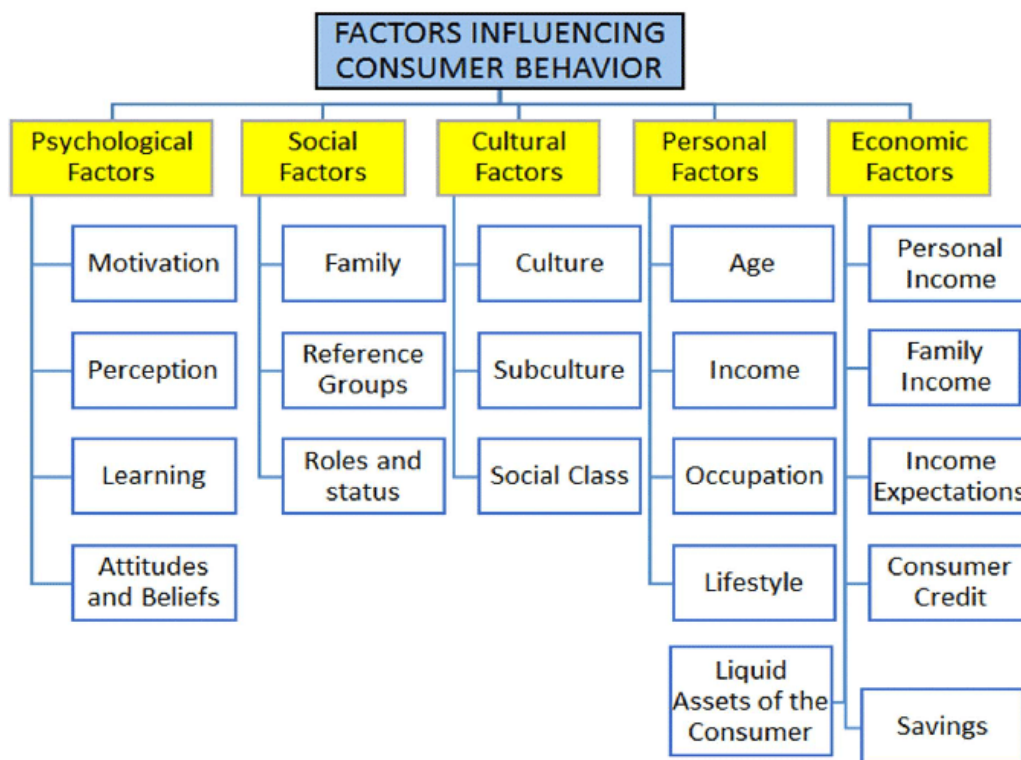 FACTORS INFLUENCING
CONSUMER BEHAVIOR
Psychological
Factors
Motivation
Perception
Learning
Attitudes
and Beliefs
Social
Factors
Family
Reference
Groups
Roles and
status
Cultural
Factors
Culture
Subculture
Social Class
Personal
Factors
Age
Income
Occupation
Lifestyle
Economic
Factors
Personal
Income
Family
Income
Income
Expectations
Consumer
Credit
Liquid
Assets of the
Consumer
Savings